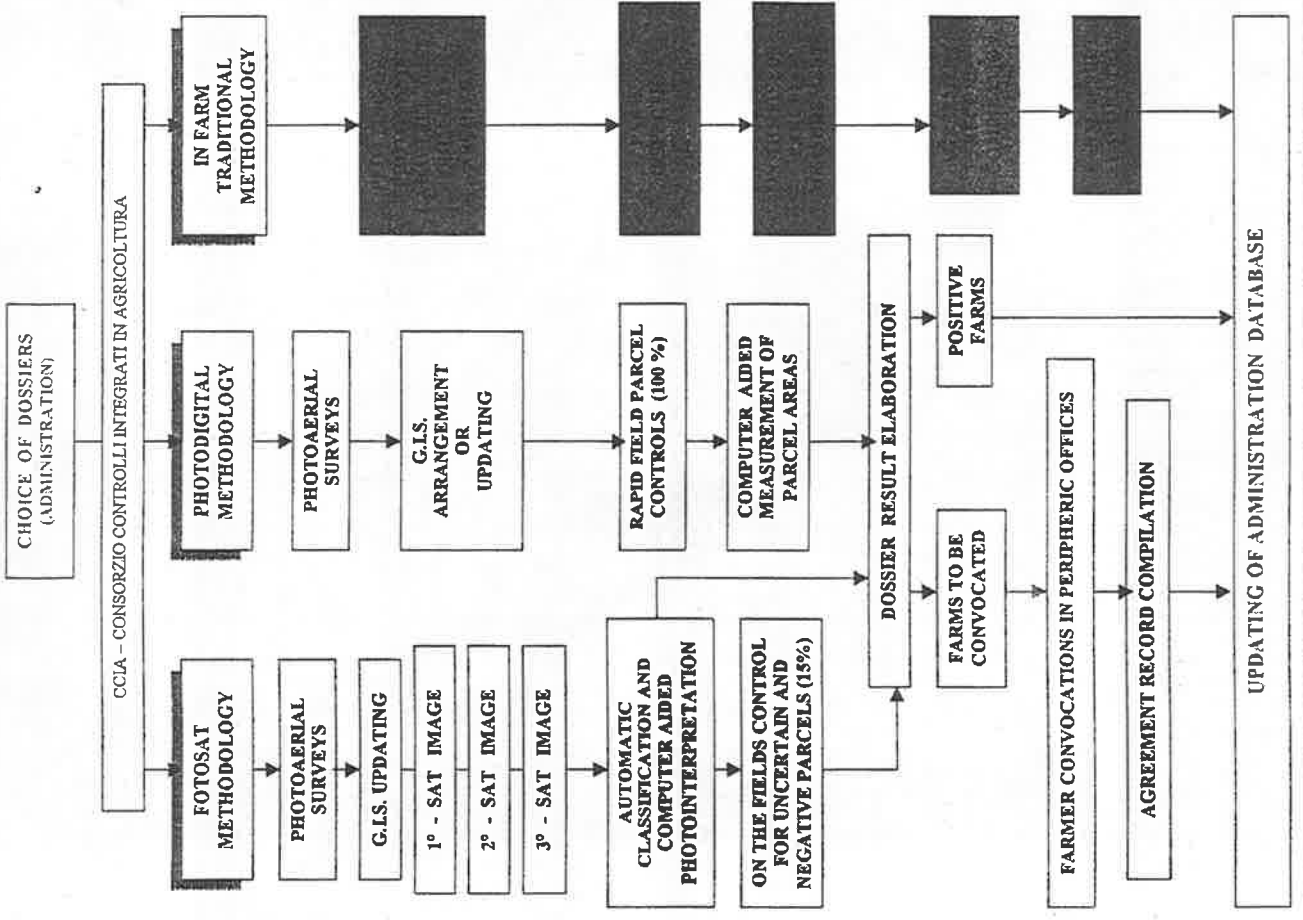 CHOICE OF DOSSIERS
(ADMINISTRATION)
CCIA – CONSORZIO CONTROLLI INTEGRATI IN AGRICOLTURA
FOTOSAT
METHODOLOGY
PHOTOAERIAL
SURVEYS
G.I.S. UPDATING
1° - SAT IMAGE
2° - SAT IMAGE
3° - SAT IMAGE
AUTOMATIC
CLASSIFICATION AND
COMPUTER AIDED
PHOTOINTERPRETATION
ON THE FIELDS CONTROL
FOR UNCERTAIN AND
NEGATIVE PARCELS (15%)
PHOTODIGITAL
METHODOLOGY
PHOTOAERIAL
SURVEYS
G.I.S.
ARRANGEMENT
OR
UPDATING
RAPID FIELD PARCEL
CONTROLS (100 %)
COMPUTER AIDED
MEASUREMENT OF
PARCEL AREAS
IN FARM
TRADITIONAL
METHODOLOGY
DOSSIER RESULT ELABORATION
FARMS TO BE
CONVOCATED
POSITIVE
FARMS
FARMER CONVOCATIONS IN PERIPHERIC OFFICES
AGREEMENT RECORD COMPILATION
UPDATING OF ADMINISTRATION DATABASE